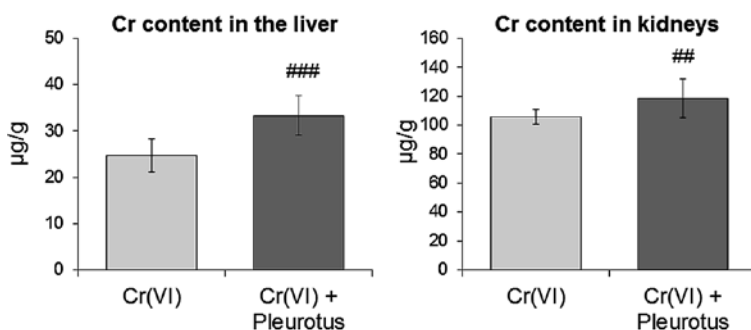 Cr content in the liver
50
40
30
20
10
0
µg/g
###
Cr(VI)
Cr(VI) +
Pleurotus
Cr content in kidneys
160
140
120
100
80
60
40
20
0
µg/g
##
Cr(VI)
Cr(VI) +
Pleurotus